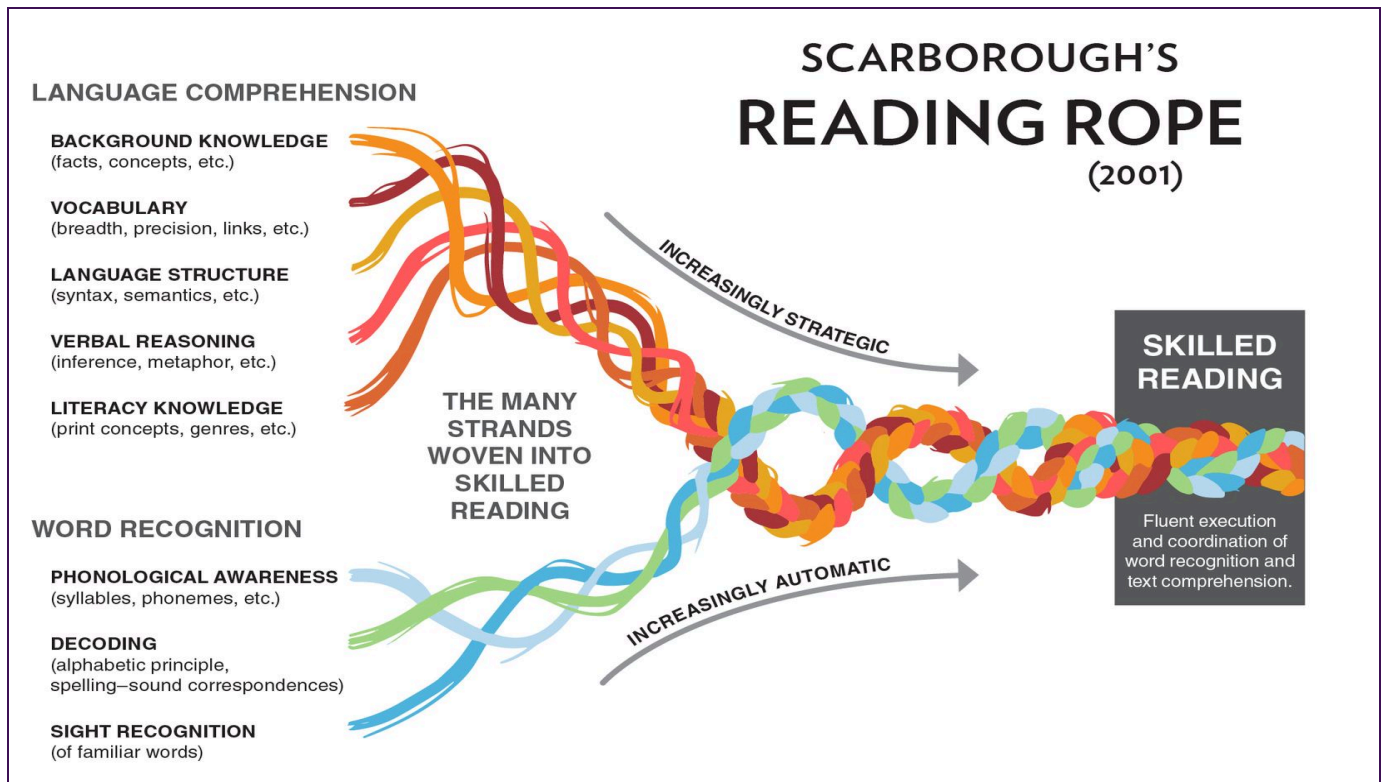 SCARBOROUGH'S
READING ROPE
(2001)
LANGUAGE COMPREHENSION
BACKGROUND KNOWLEDGE
(facts, concepts, etc.)
VOCABULARY
(breadth, precision, links, etc.)
LANGUAGE STRUCTURE
(syntax, semantics, etc.)
VERBAL REASONING
(inference, metaphor, etc.)
LITERACY KNOWLEDGE
(print concepts, genres, etc.)
THE MANY
STRANDS
WOVEN INTO
SKILLED
READING
WORD RECOGNITION
PHONOLOGICAL AWARENESS
(syllables, phonemes, etc.)
DECODING
(alphabetic principle,
spelling–sound correspondences)
SIGHT RECOGNITION
(of familiar words)
INCREASINGLY STRATEGIC
INCREASINGLY AUTOMATIC
SKILLED
READING
Fluent execution
and coordination of
word recognition and
text comprehension.